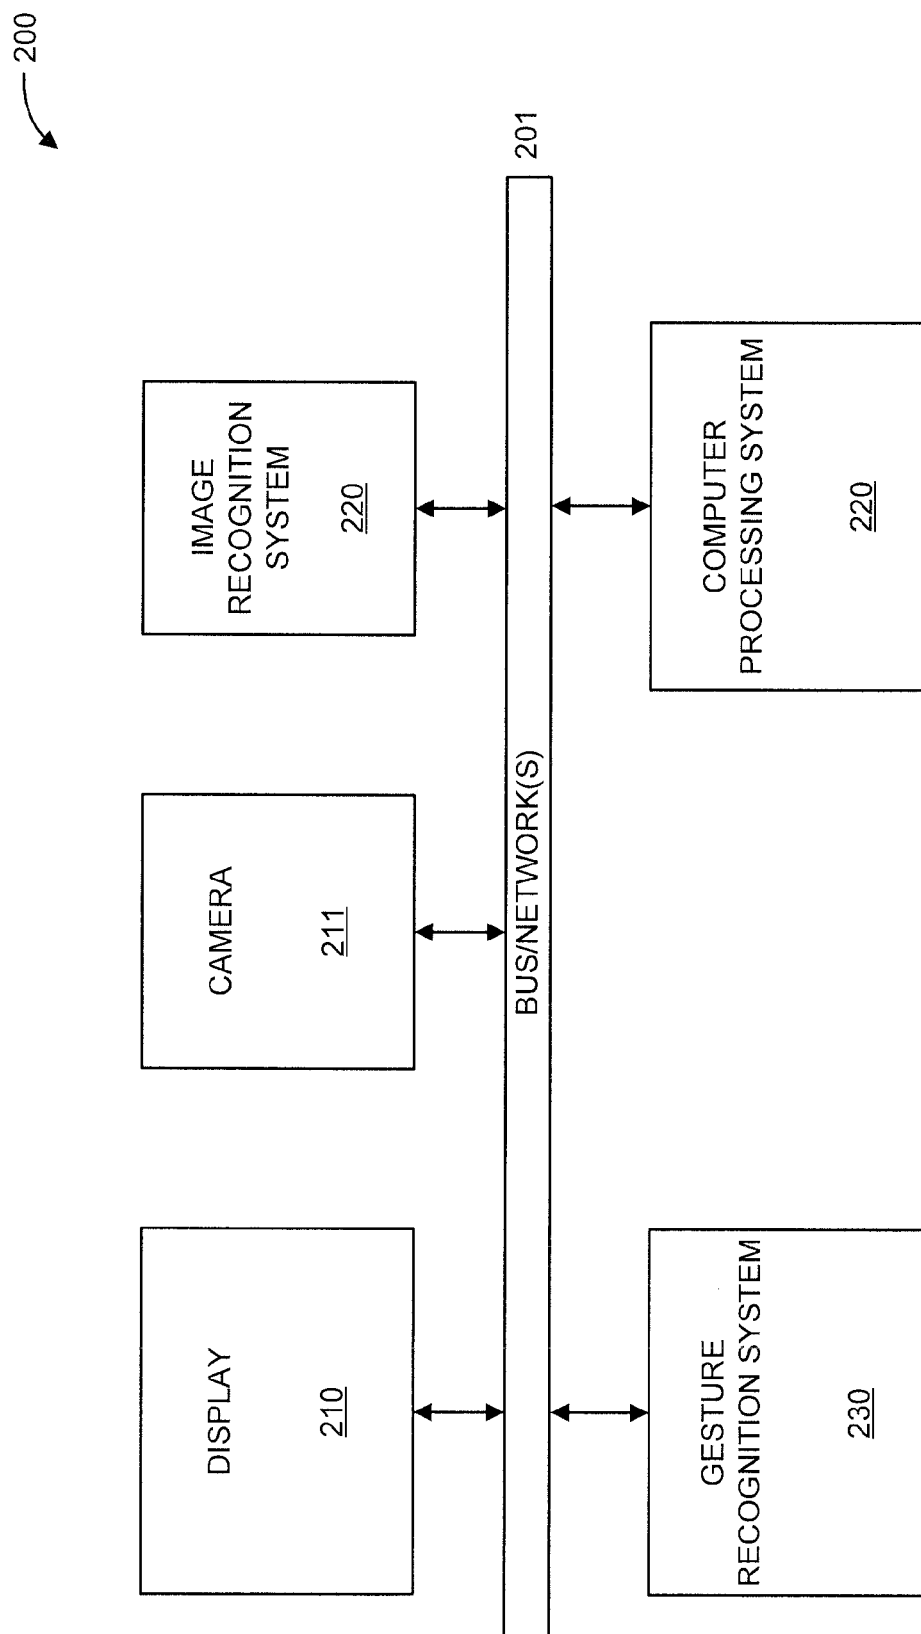 200
DISPLAY
210
CAMERA
211
IMAGE
RECOGNITION
SYSTEM
220
BUS/NETWORK(S)
201
GESTURE
RECOGNITION SYSTEM
230
COMPUTER
PROCESSING SYSTEM
220